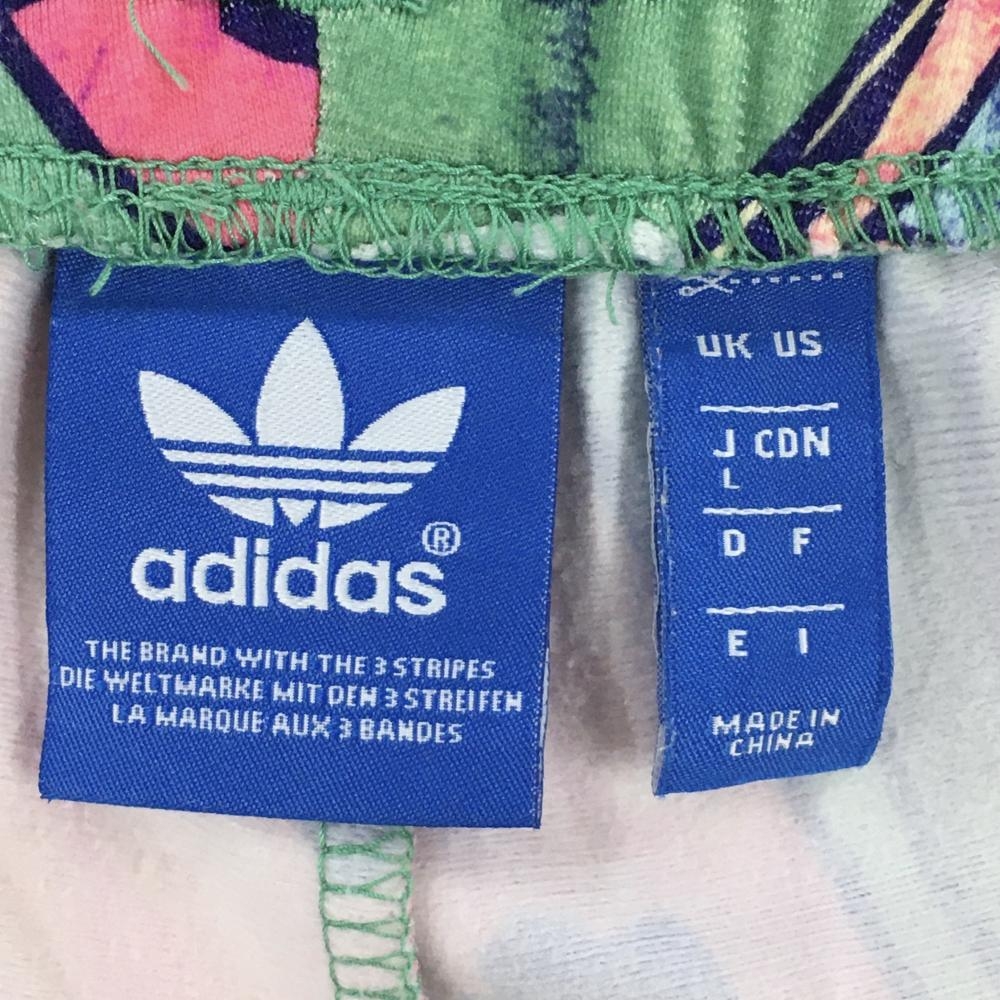 adidas®
THE BRAND WITH THE 3 STRIPES
DIE WELTMARKE MIT DEN 3 STREIFEN
LA MARQUE AUX 3 BANDES
UK US
J CDN
L
D F
E I
MADE IN
CHINA